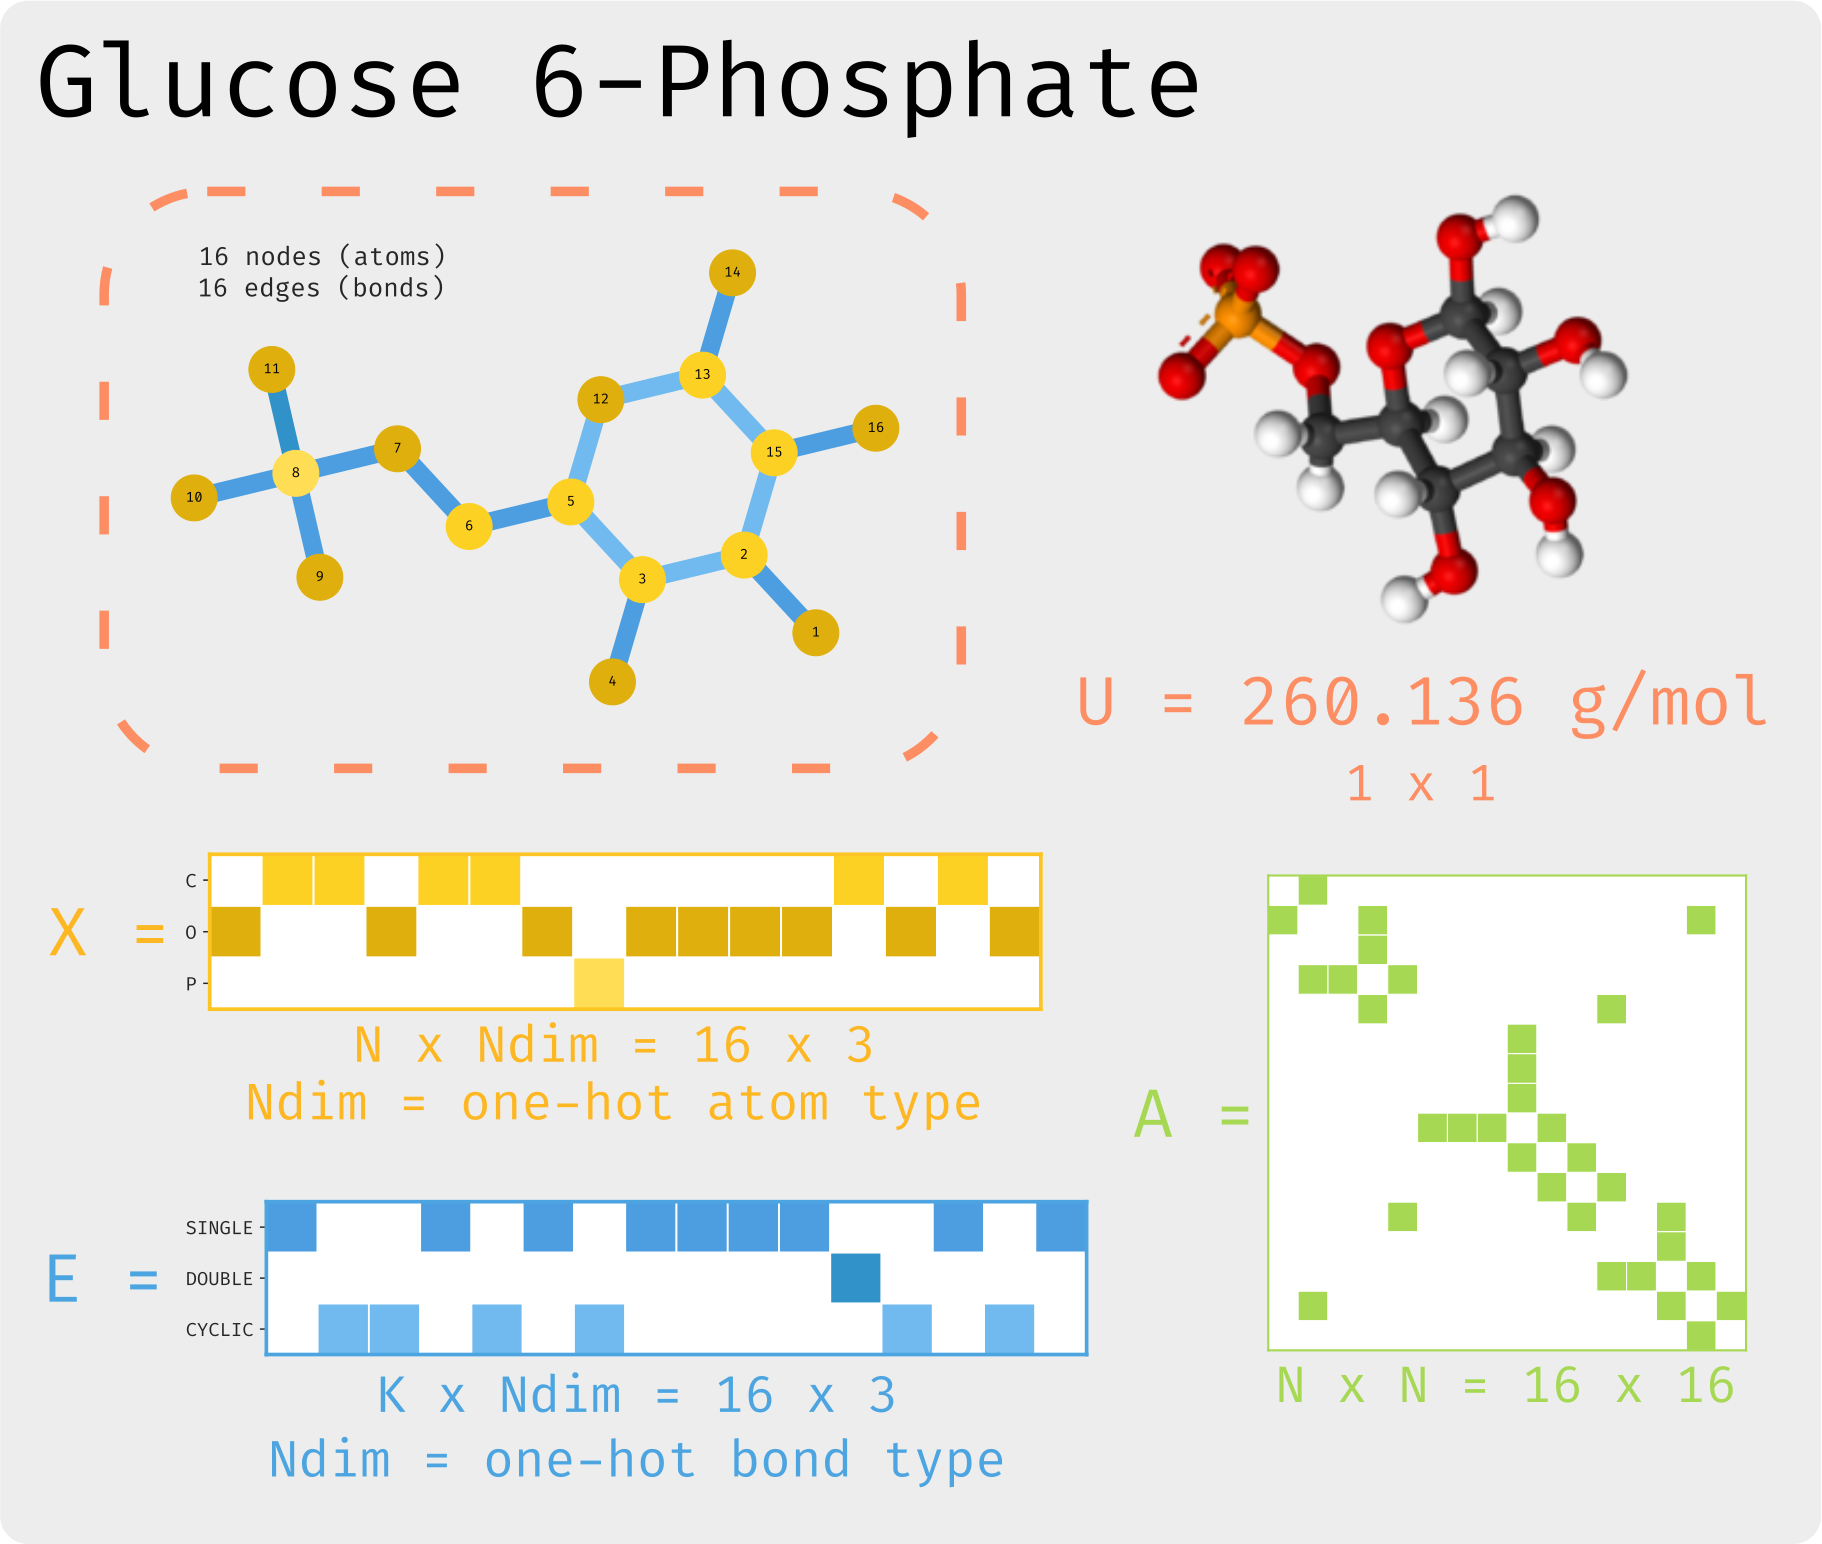 Glucose 6-Phosphate
16 nodes (atoms)
16 edges (bonds)
14
11
13
12
16
7
15
8
10
5
6
2
9
3
1
4
U = 260.136 g/mol
1 x 1
X =
C
O
P
N x Ndim = 16 x 3
Ndim = one-hot atom type
E =
SINGLE
DOUBLE
CYCLIC
K x Ndim = 16 x 3
Ndim = one-hot bond type
A =
N x N = 16 x 16